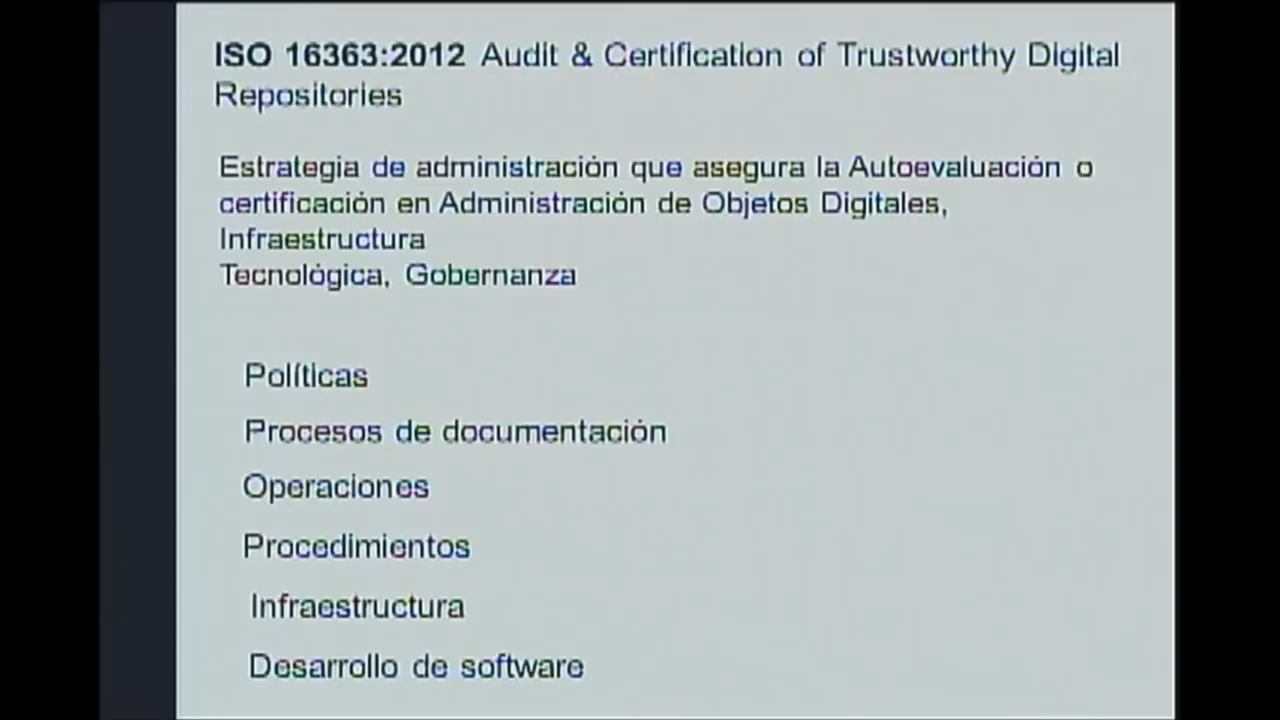 ISO 16363:2012 Audit & Certification of Trustworthy Digital
Repositories
Estrategia de administración que asegura la Autoevaluación o
certificación en Administración de Objetos Digitales,
Infraestructura
Tecnológica, Gobernanza
Políticas
Procesos de documentación
Operaciones
Procedimientos
Infraestructura
Desarrollo de software